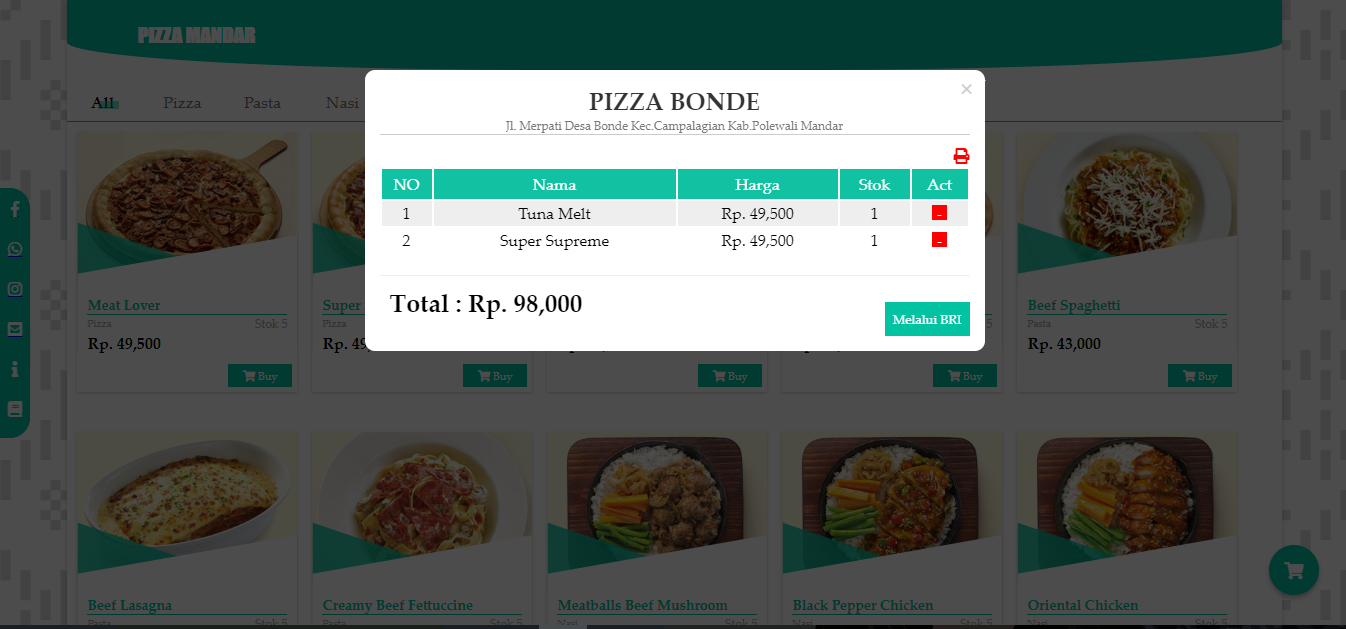 PIZZA MANDAR
All Pizza Pasta Nasi
PIZZA BONDE
×
Jl. Merpati Desa Bonde Kec.Campalagian Kab.Polewali Mandar
NO Nama Harga Stok Act
1 Tuna Melt Rp. 49,500 1 -
2 Super Supreme Rp. 49,500 1 -
Total : Rp. 98,000
Melalui BRI
Meat Lover
Pizza Stok 5
Rp. 49,500
Buy
Super
Pizza
Rp. 49
Buy
Buy
5
Buy
Beef Spaghetti
Pasta Stok 5
Rp. 43,000
Buy
Beef Lasagna
Pasta Stok 5
Creamy Beef Fettuccine
Pasta Stok 5
Meatballs Beef Mushroom
Nasi Stok 5
Black Pepper Chicken
Nasi Stok 5
Oriental Chicken
Nasi Stok 5